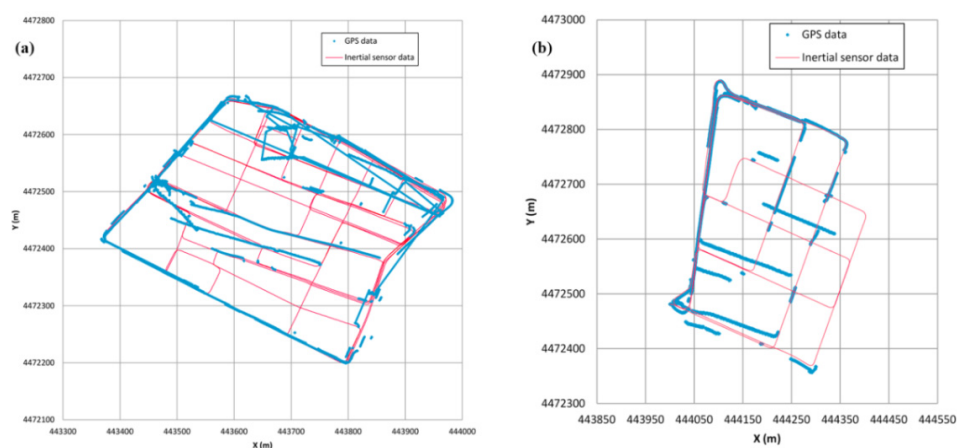 (a)
GPS data
Inertial sensor data
4472800
4472700
4472600
4472500
4472400
4472300
4472200
4472100
Y (m)
443300 443400 443500 443600 443700 443800 443900 444000
X (m)
(b)
GPS data
Inertial sensor data
4473000
4472900
4472800
4472700
4472600
4472500
4472400
4472300
Y (m)
443850 443950 444050 444150 444250 444350 444450 444550
X (m)